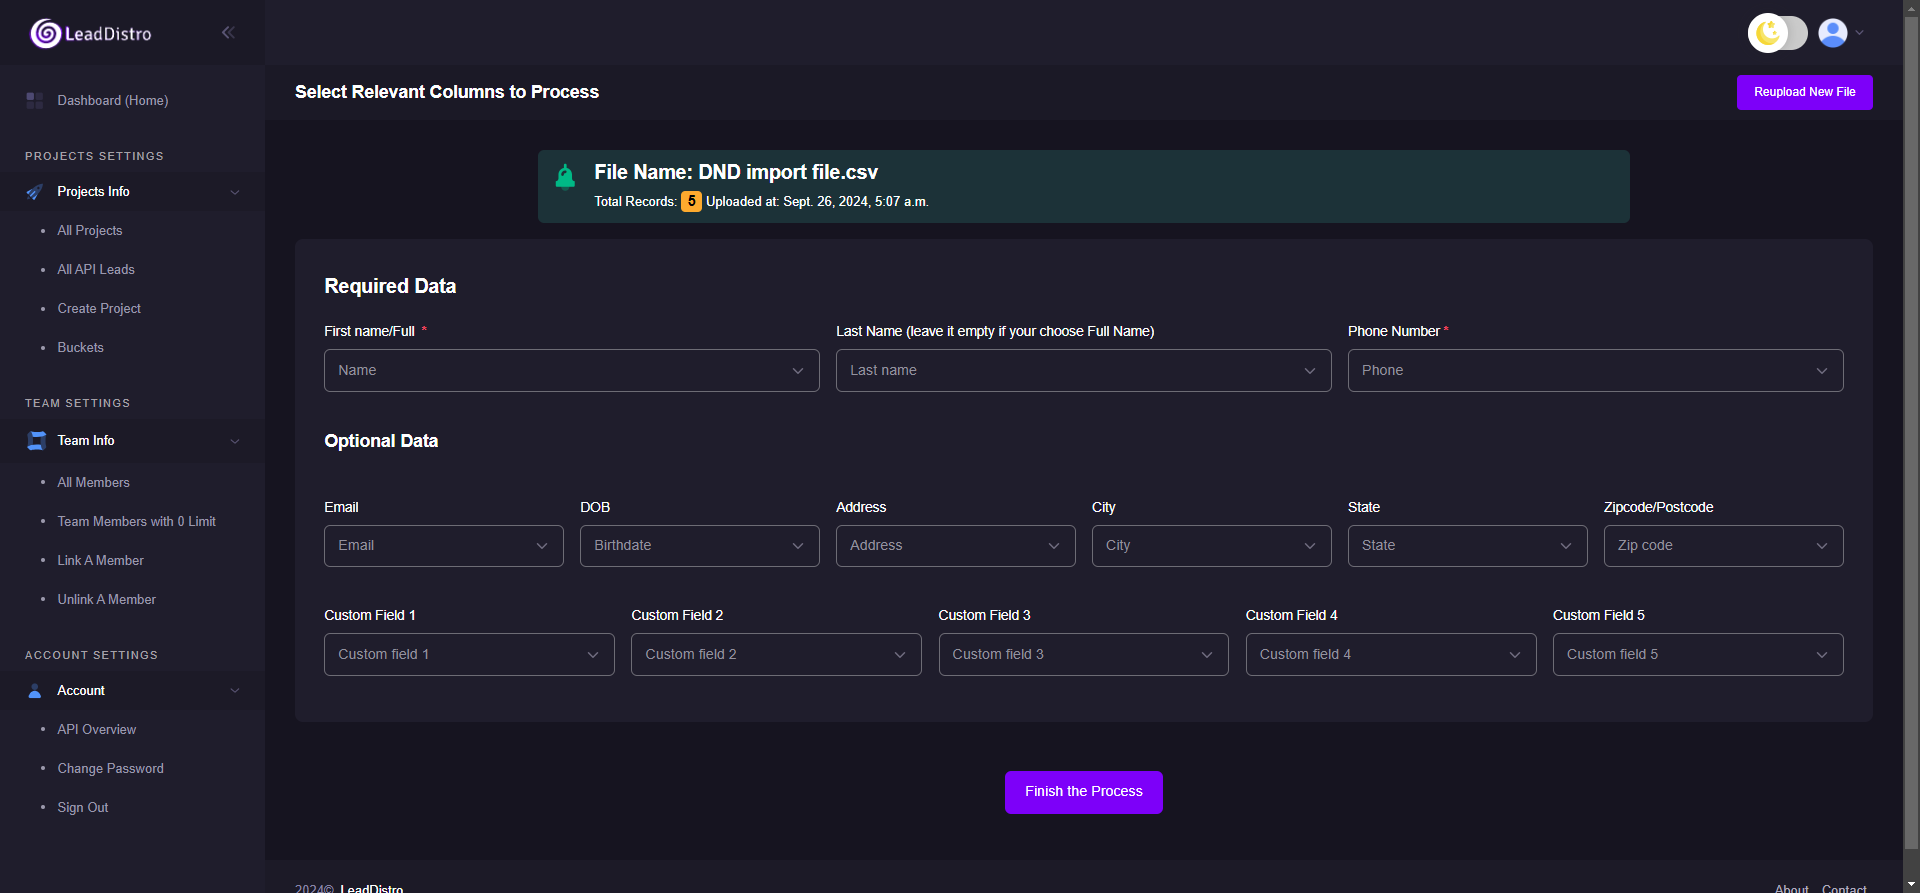 LeadDistro
Dashboard (Home)
PROJECTS SETTINGS
Projects Info
All Projects
All API Leads
Create Project
Buckets
TEAM SETTINGS
Team Info
All Members
Team Members with 0 Limit
Link A Member
Unlink A Member
ACCOUNT SETTINGS
Account
API Overview
Change Password
Sign Out
Select Relevant Columns to Process
Reupload New File
File Name: DND import file.csv
Total Records: 5 Uploaded at: Sept. 26, 2024, 5:07 a.m.
Required Data
First name/Full *
Last Name (leave it empty if your choose Full Name)
Phone Number *
Name
Last name
Phone
Optional Data
Email
DOB
Address
City
State
Zipcode/Postcode
Email
Birthdate
Address
City
State
Zip code
Custom Field 1
Custom Field 2
Custom Field 3
Custom Field 4
Custom Field 5
Custom field 1
Custom field 2
Custom field 3
Custom field 4
Custom field 5
Finish the Process
2024© LeadDistro
About
Contact